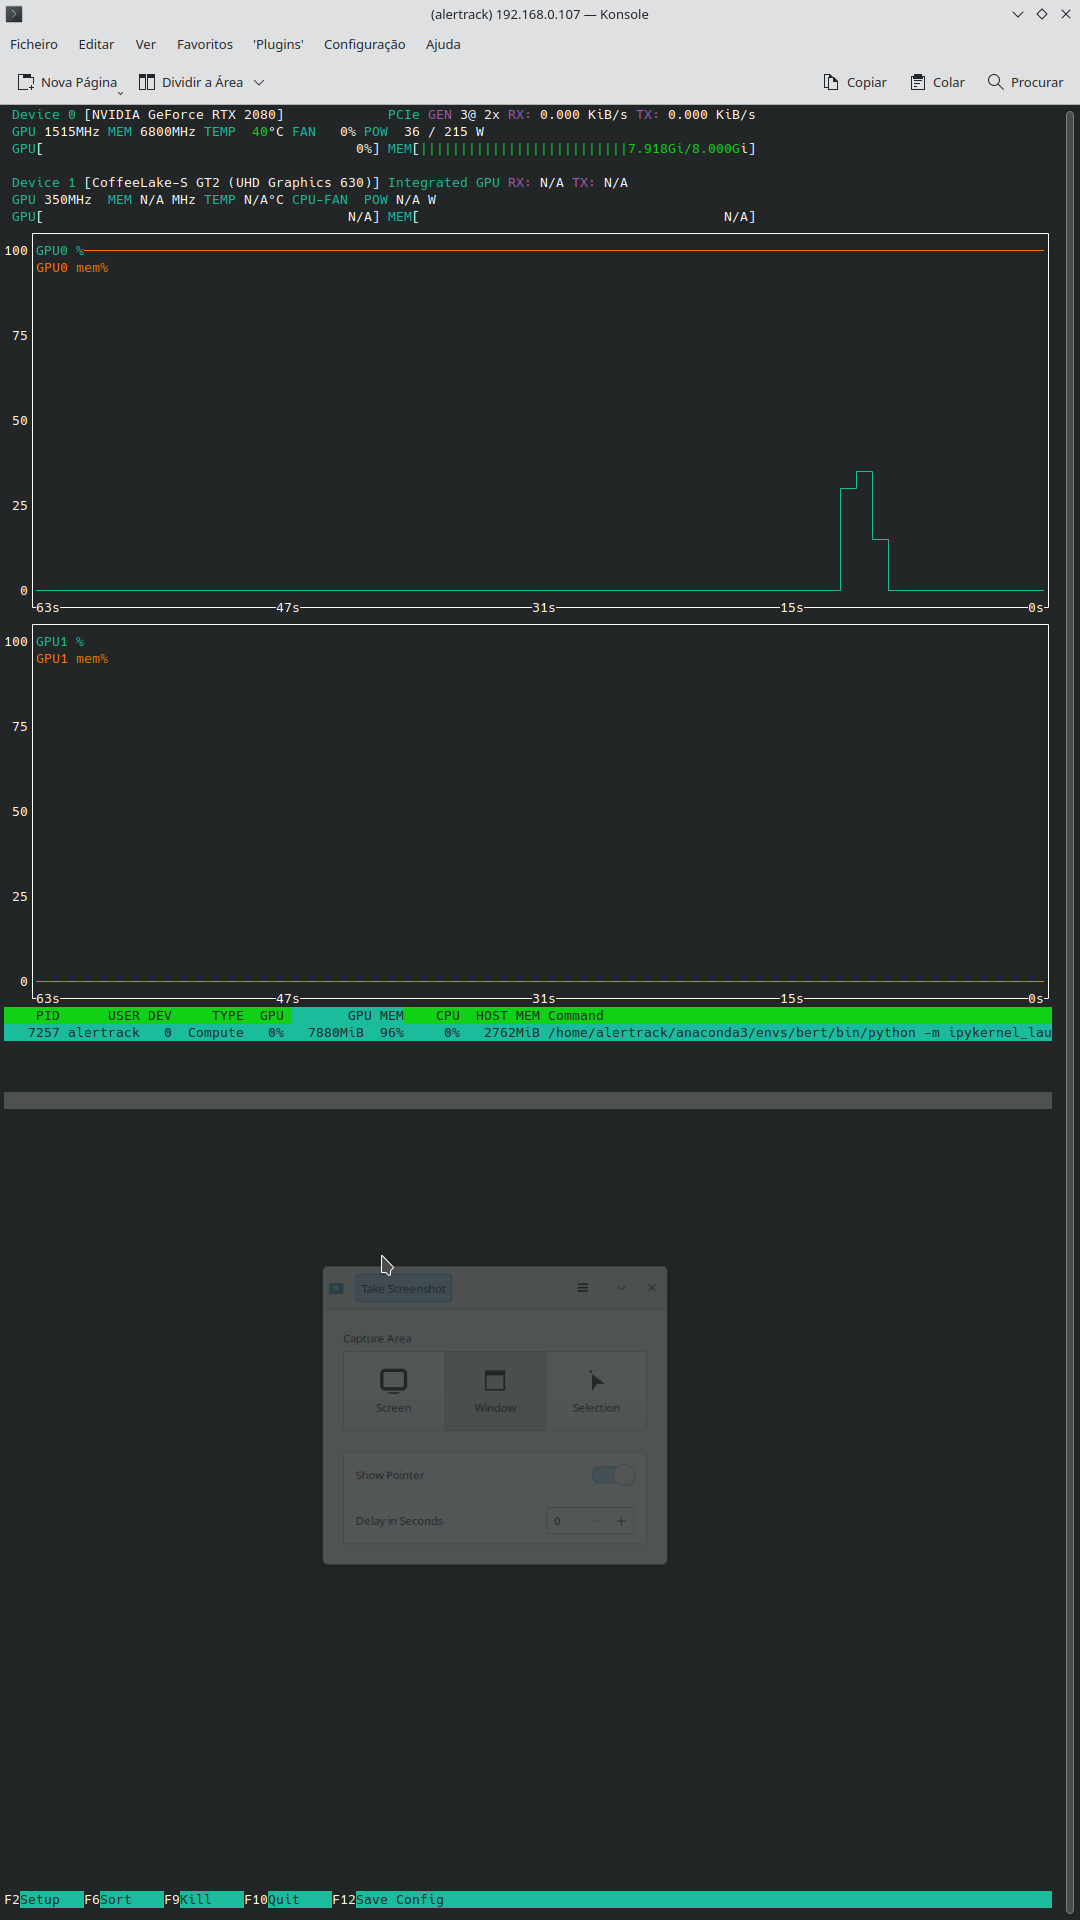 (alertrack) 192.168.0.107 — Konsole
Ficheiro Editar Ver Favoritos 'Plugins' Configuração Ajuda
Nova Página Dividir a Área Copiar Colar Procurar
Device 0 [NVIDIA GeForce RTX 2080] PCIe GEN 3@ 2x RX: 0.000 KiB/s TX: 0.000 KiB/s
GPU 1515MHz MEM 6800MHz TEMP 40°C FAN 0% POW 36 / 215 W
GPU[ 0%] MEM[||||||||||||||||||||||||||7.918Gi/8.000Gi]
Device 1 [CoffeeLake-S GT2 (UHD Graphics 630)] Integrated GPU RX: N/A TX: N/A
GPU 350MHz MEM N/A MHz TEMP N/A°C CPU-FAN POW N/A W
GPU[ N/A] MEM[ N/A]
100 GPU0 %
GPU0 mem%
75
50
25
0
63s 47s 31s 15s 0s
100 GPU1 %
GPU1 mem%
75
50
25
0
63s 47s 31s 15s 0s
PID USER DEV TYPE GPU GPU MEM CPU HOST MEM Command
7257 alertrack 0 Compute 0% 7880MiB 96% 0% 2762MiB /home/alertrack/anaconda3/envs/bert/bin/python -m ipykernel_lau
Take Screenshot
Capture Area
Screen Window Selection
Show Pointer
Delay in Seconds 0 − +
F2Setup F6Sort F9Kill F10Quit F12Save Config